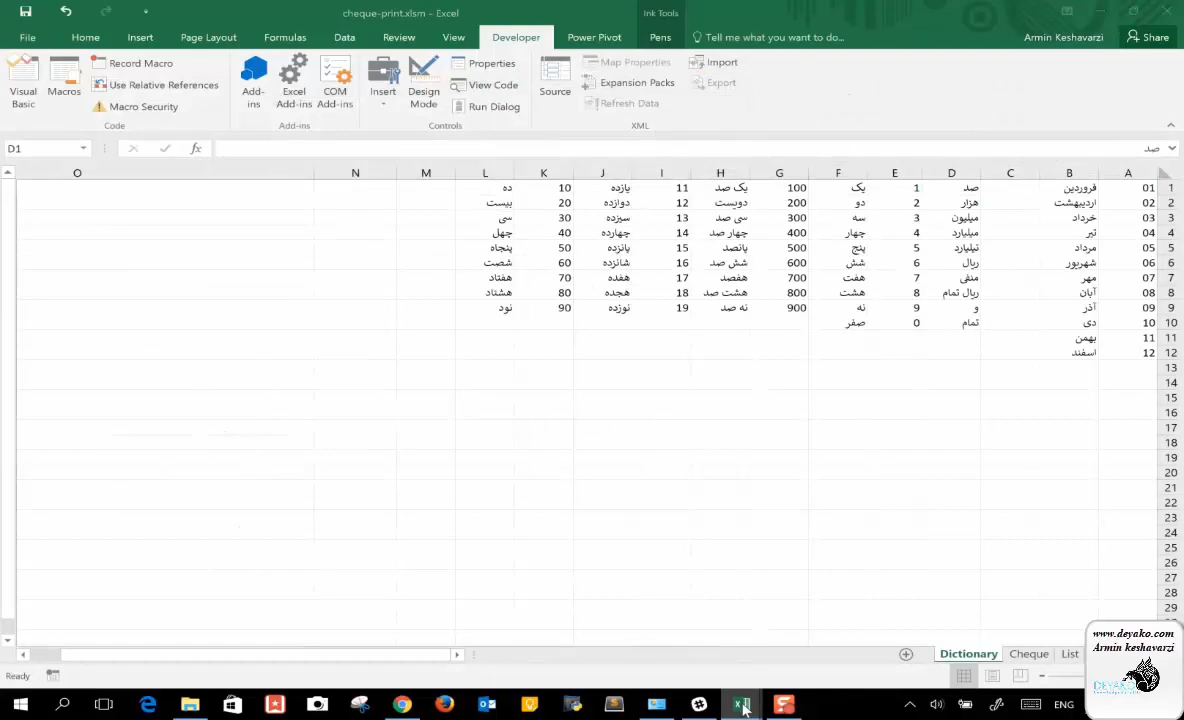 cheque-print.xlsm - Excel
Ink Tools
File Home Insert Page Layout Formulas Data Review View Developer Power Pivot Pens Tell me what you want to do... Armin Keshavarzi Share
Visual Basic
Macros
Record Macro
Use Relative References
Macro Security
Code
Add-ins
Excel Add-ins
COM Add-ins
Add-ins
Insert
Design Mode
Properties
View Code
Run Dialog
Controls
Source
Map Properties
Expansion Packs
Refresh Data
Import
Export
XML
D1 fx صد
O N M L K J I H G F E D C B A
1 01 فروردین صد 1 یک 100 یک صد 11 یازده 10 ده
2 02 اردیبهشت هزار 2 دو 200 دویست 12 دوازده 20 بیست
3 03 خرداد میلیون 3 سه 300 سی صد 13 سیزده 30 سی
4 04 تیر میلیارد 4 چهار 400 چهار صد 14 چهارده 40 چهل
5 05 مرداد تیلیارد 5 پنج 500 پانصد 15 پانزده 50 پنجاه
6 06 شهریور ریال 6 شش 600 شش صد 16 شانزده 60 شصت
7 07 مهر منفی 7 هفت 700 هفصد 17 هفده 70 هفتاد
8 08 آبان ریال تمام 8 هشت 800 هشت صد 18 هجده 80 هشتاد
9 09 آذر و 9 نه 900 نه صد 19 نوزده 90 نود
10 10 دی تمام 0 صفر
11 11 بهمن
12 12 اسفند
13
14
15
16
17
18
19
20
21
22
23
24
25
26
27
28
29
Dictionary Cheque List
Ready
www.deyako.com
Armin keshavarzi
DEYAKO
ENG